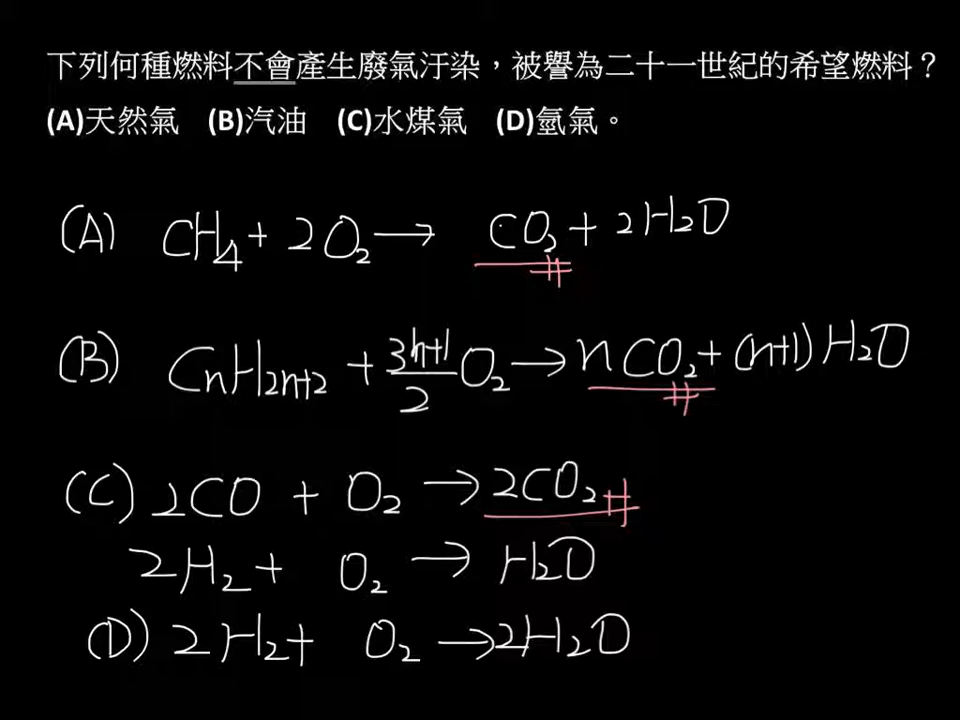 下列何種燃料不會產生廢氣汙染，被譽為二十一世紀的希望燃料？
(A)天然氣 (B)汽油 (C)水煤氣 (D)氫氣。
(A) CH₄ + 2O₂ → CO₂ + 2H₂O
(B) CnH₂n₊₂ + 3n+1/2 O₂ → nCO₂ + (n+1)H₂O
(C) 2CO + O₂ → 2CO₂
2H₂ + O₂ → H₂O
(D) 2H₂ + O₂ → 2H₂O